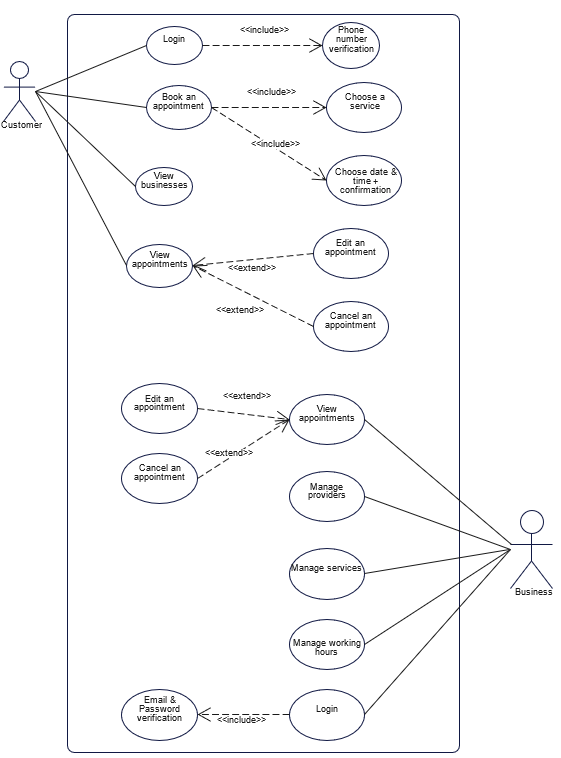 Login
<<include>>
Phone
number
verification
Customer
Book an
appointment
<<include>>
Choose a
service
<<include>>
Choose date &
time +
confirmation
View
businesses
View
appointments
<<extend>>
Edit an
appointment
<<extend>>
Cancel an
appointment
Edit an
appointment
<<extend>>
View
appointments
Cancel an
appointment
<<extend>>
Manage
providers
Manage services
Business
Manage working
hours
Email &
Password
verification
<<include>>
Login